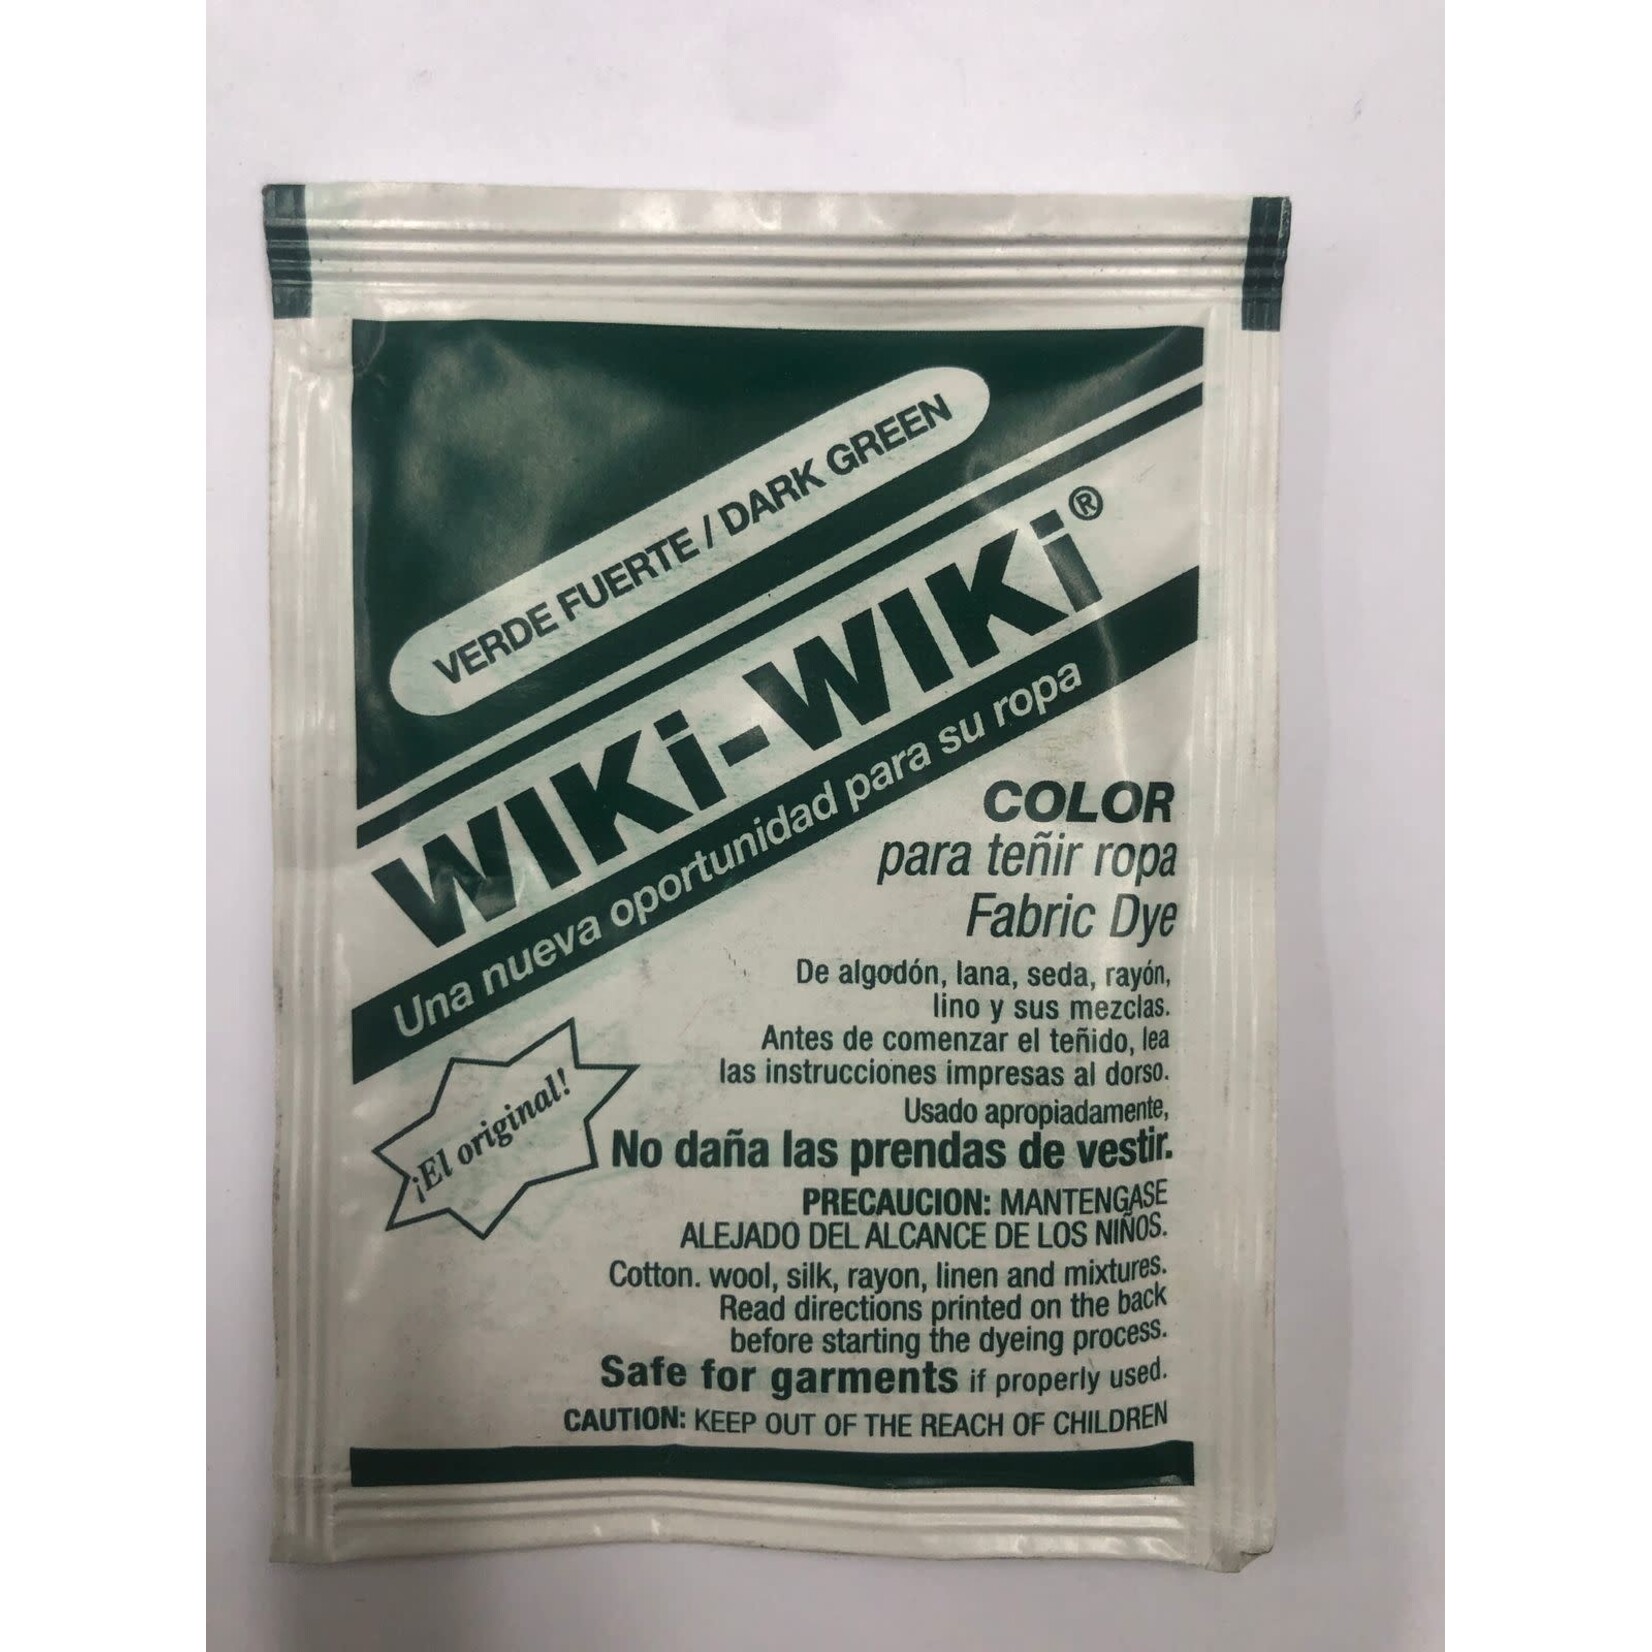 VERDE FUERTE / DARK GREEN
WIKi-WIKi®
Una nueva oportunidad para su ropa
COLOR
para teñir ropa
Fabric Dye
De algodón, lana, seda, rayón,
lino y sus mezclas.
Antes de comenzar el teñido, lea
las instrucciones impresas al dorso.
Usado apropiadamente,
No daña las prendas de vestir.
¡El original!
PRECAUCION: MANTENGASE
ALEJADO DEL ALCANCE DE LOS NIÑOS.
Cotton. wool, silk, rayon, linen and mixtures.
Read directions printed on the back
before starting the dyeing process.
Safe for garments if properly used.
CAUTION: KEEP OUT OF THE REACH OF CHILDREN